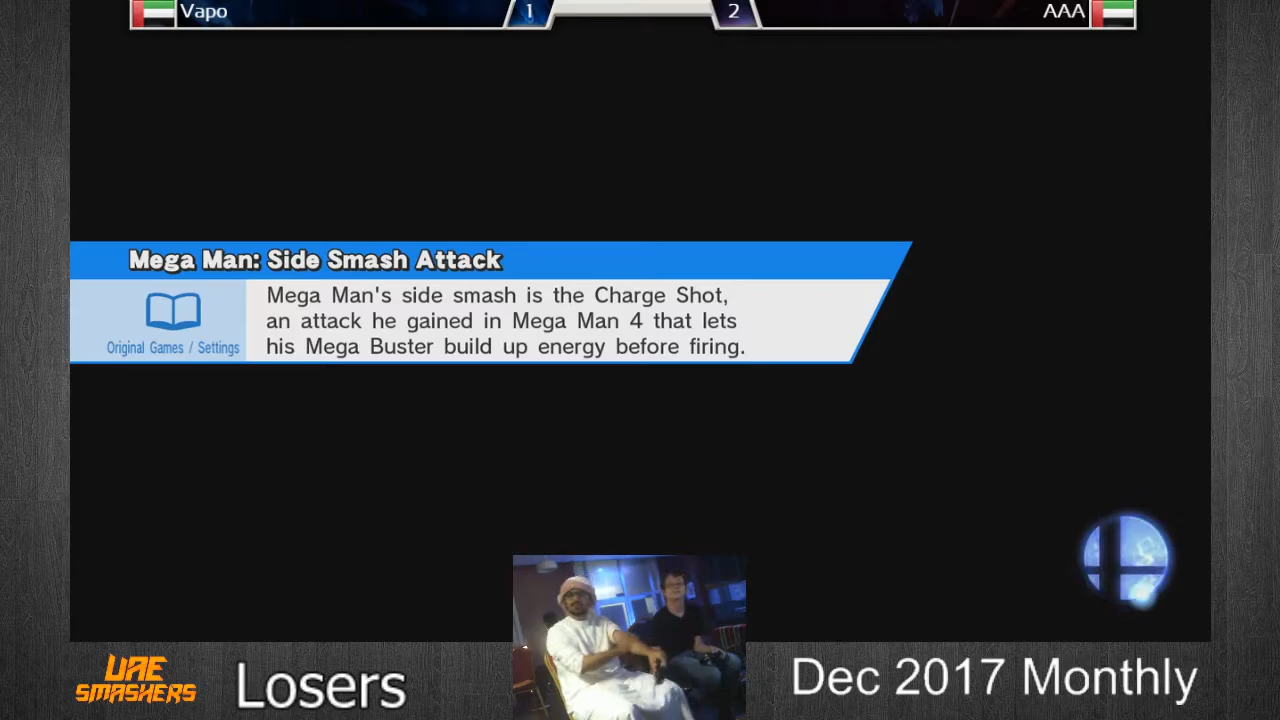 Vapo 1 2 AAA
Mega Man: Side Smash Attack
Mega Man's side smash is the Charge Shot,
an attack he gained in Mega Man 4 that lets
his Mega Buster build up energy before firing.
Original Games / Settings
UAE
SMASHERS
Losers
Dec 2017 Monthly